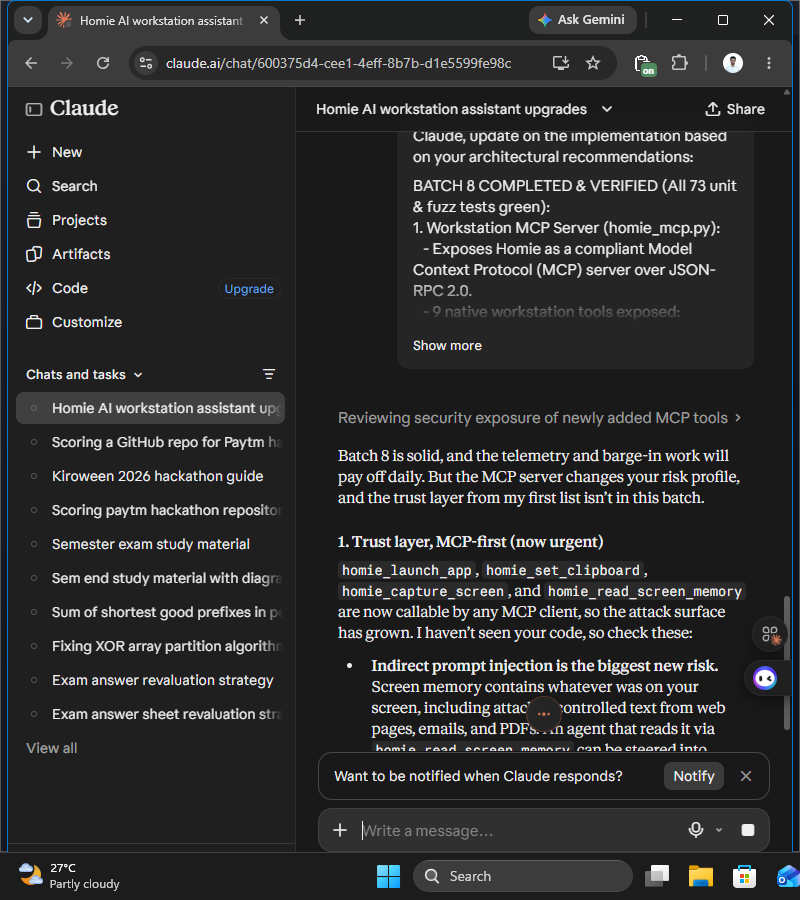 Homie AI workstation assistant
Ask Gemini
claude.ai/chat/600375d4-cee1-4eff-8b7b-d1e5599fe98c
on
Claude
New
Search
Projects
Artifacts
Code
Upgrade
Customize
Chats and tasks
Homie AI workstation assistant upg
Scoring a GitHub repo for Paytm ha
Kiroween 2026 hackathon guide
Scoring paytm hackathon reposito
Semester exam study material
Sem end study material with diagra
Sum of shortest good prefixes in p
Fixing XOR array partition algorith
Exam answer revaluation strategy
Exam answer sheet revaluation stra
View all
Homie AI workstation assistant upgrades
Share
Claude, update on the implementation based
on your architectural recommendations:
BATCH 8 COMPLETED & VERIFIED (All 73 unit
& fuzz tests green):
1. Workstation MCP Server (homie_mcp.py):
- Exposes Homie as a compliant Model
Context Protocol (MCP) server over JSON-
RPC 2.0.
- 9 native workstation tools exposed:
Show more
Reviewing security exposure of newly added MCP tools
Batch 8 is solid, and the telemetry and barge-in work will
pay off daily. But the MCP server changes your risk profile,
and the trust layer from my first list isn't in this batch.
1. Trust layer, MCP-first (now urgent)
homie_launch_app, homie_set_clipboard,
homie_capture_screen, and homie_read_screen_memory
are now callable by any MCP client, so the attack surface
has grown. I haven't seen your code, so check these:
• Indirect prompt injection is the biggest new risk.
Screen memory contains whatever was on your
screen, including controlled text from web
pages, emails, and PDFs. agent that reads it via
homie_read_screen_memory can be steered into
Want to be notified when Claude responds?
Notify
Write a message...
27°C
Partly cloudy
Search